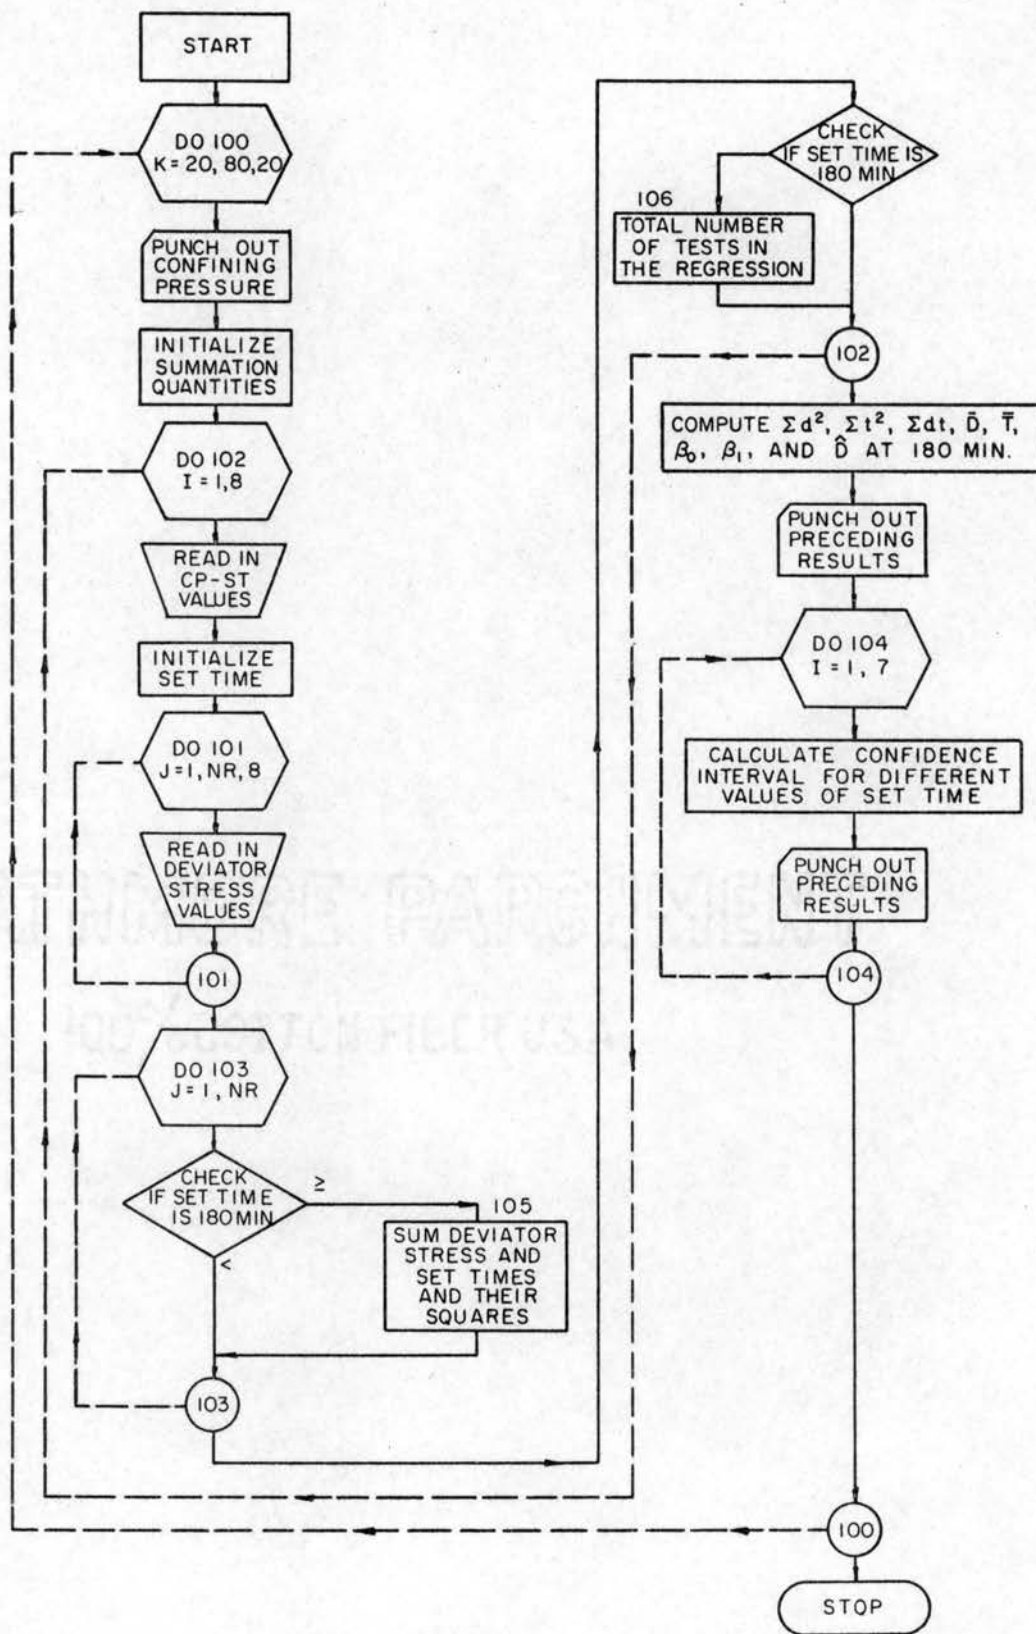 START
DO 100
K = 20, 80, 20
PUNCH OUT
CONFINING
PRESSURE
INITIALIZE
SUMMATION
QUANTITIES
DO 102
I = 1, 8
READ IN
CP-ST
VALUES
INITIALIZE
SET TIME
DO 101
J = 1, NR, 8
READ IN
DEVIATOR
STRESS
VALUES
101
DO 103
J = 1, NR
CHECK
IF SET TIME
IS 180 MIN
≥
<
105
SUM DEVIATOR
STRESS AND
SET TIMES
AND THEIR
SQUARES
103
CHECK
IF SET TIME IS
180 MIN
106
TOTAL NUMBER
OF TESTS IN
THE REGRESSION
102
COMPUTE Σd², Σt², Σdt, D̄, T̄,
β₀, β₁, AND D̂ AT 180 MIN.
PUNCH OUT
PRECEDING
RESULTS
DO 104
I = 1, 7
CALCULATE CONFIDENCE
INTERVAL FOR DIFFERENT
VALUES OF SET TIME
PUNCH OUT
PRECEDING
RESULTS
104
100
STOP